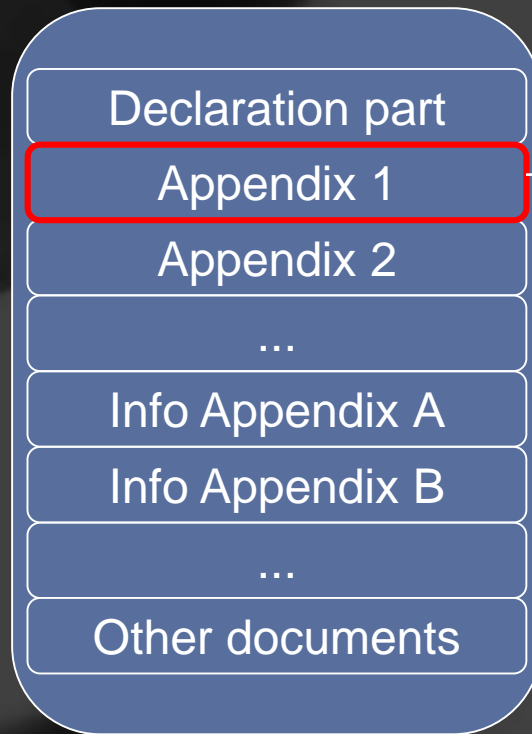 Declaration part
Appendix 1
Appendix 2
...
Info Appendix A
Info Appendix B
...
Other documents